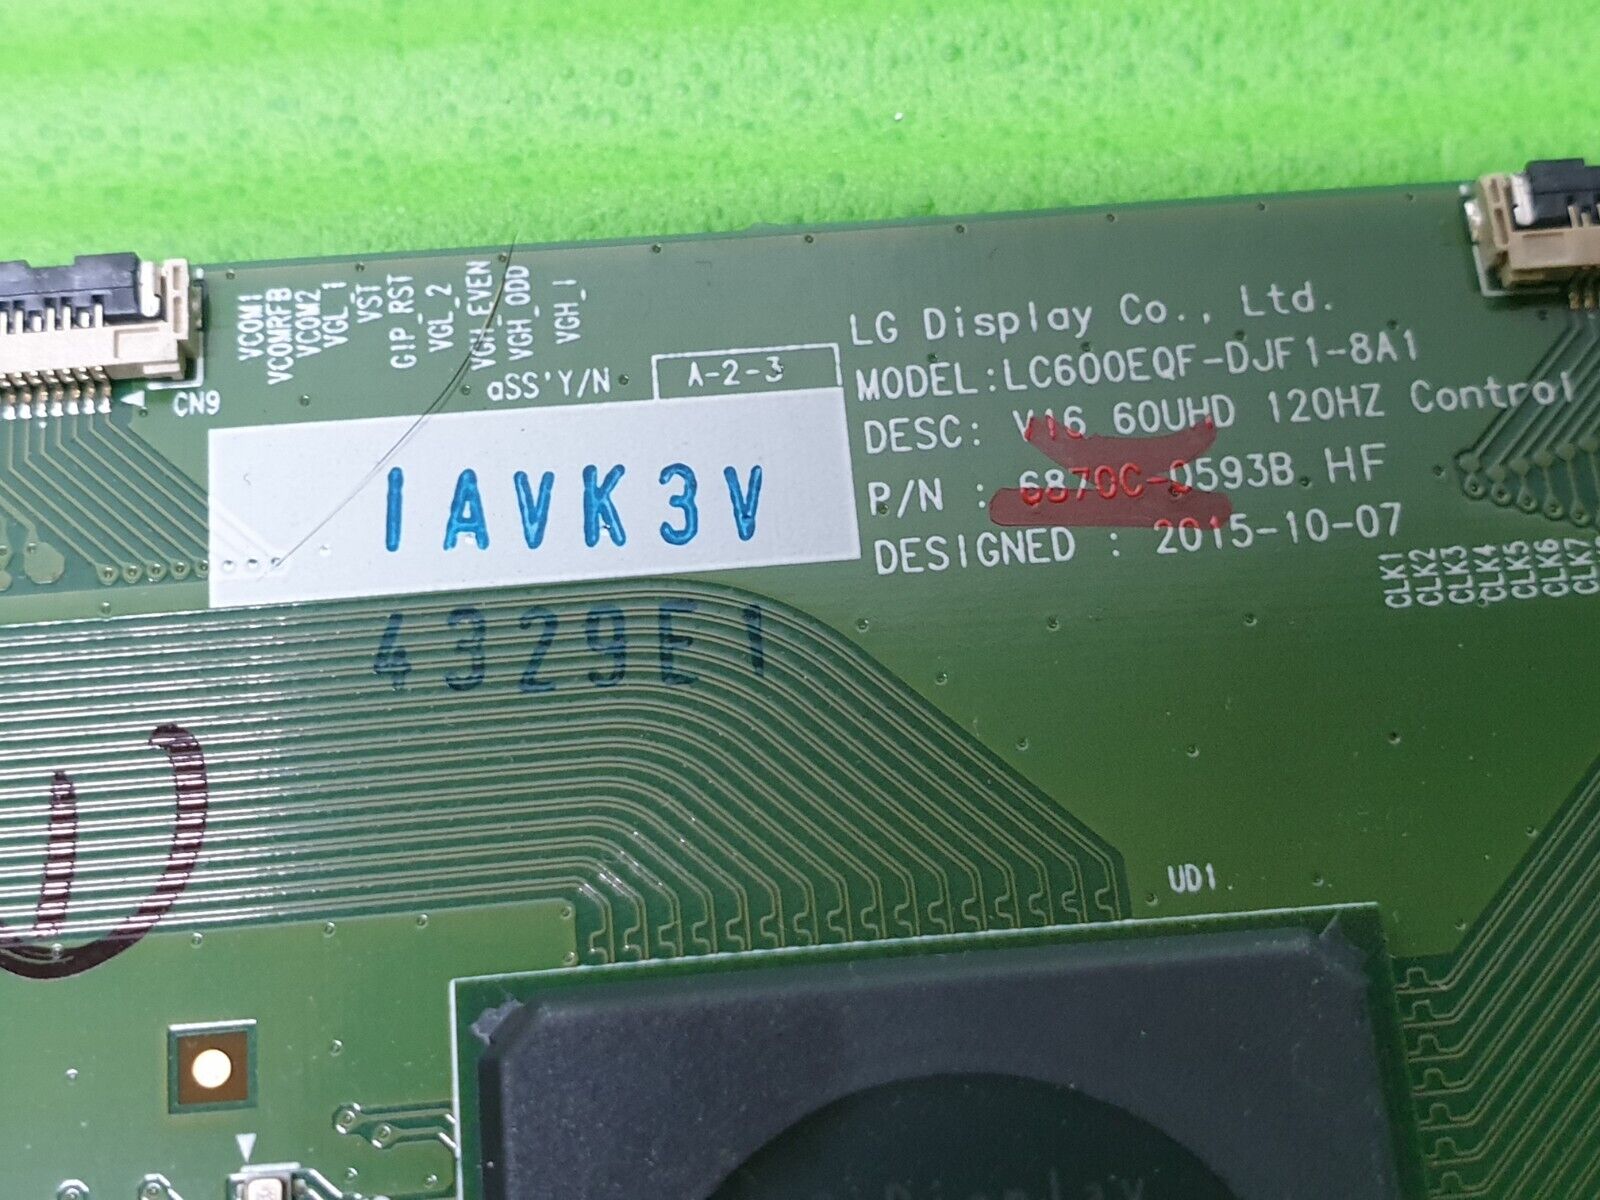 VCOM1
VCOMRFB
VCOM2
VGL_1
VST
GIP_RST
VGL_2
VGH_EVEN
VGH_ODD
VGH_I
CN9
aSS'Y/N
A-2-3
LG Display Co., Ltd.
MODEL:LC600EQF-DJF1-8A1
DESC: V16 60UHD 120HZ Control
P/N : 6870C-0593B.HF
DESIGNED : 2015-10-07
IAVK3V
4329E1
CLK1
CLK2
CLK3
CLK4
CLK5
CLK6
CLK7
UD1